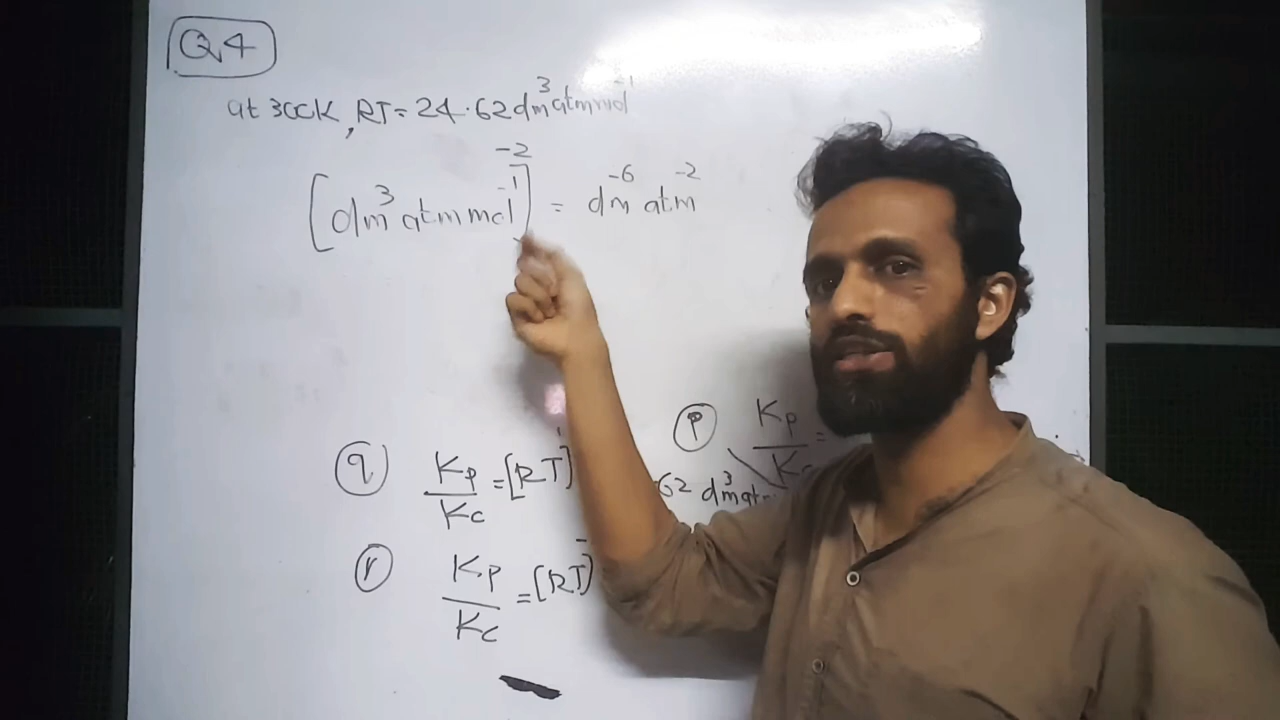 Q4
at 300K, RT = 24.62 dm³ atm mol⁻¹
[dm³ atm mol⁻¹]⁻² = dm⁻⁶ atm⁻²
p Kp/Kc =
q Kp/Kc = [RT]¹
62 dm³ at
r Kp/Kc = [RT]⁻